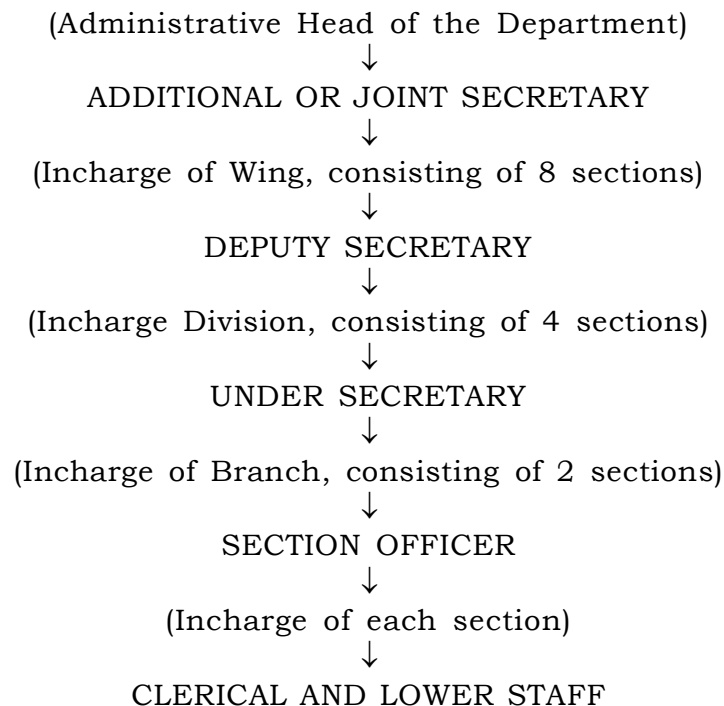 (Administrative Head of the Department)
↓
ADDITIONAL OR JOINT SECRETARY
↓
(Incharge of Wing, consisting of 8 sections)
↓
DEPUTY SECRETARY
↓
(Incharge Division, consisting of 4 sections)
↓
UNDER SECRETARY
↓
(Incharge of Branch, consisting of 2 sections)
↓
SECTION OFFICER
↓
(Incharge of each section)
↓
CLERICAL AND LOWER STAFF